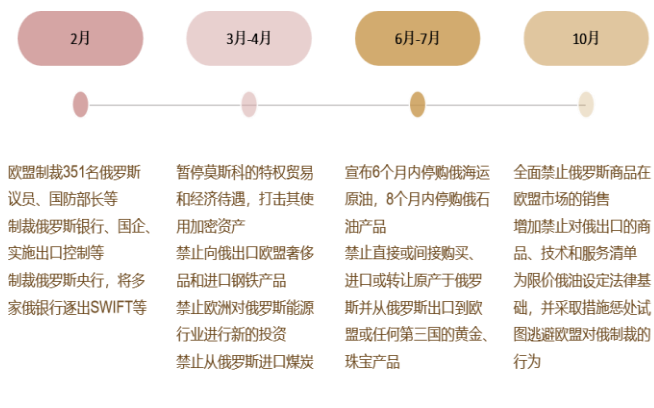 2月
3月-4月
6月-7月
10月
欧盟制裁351名俄罗斯
议员、国防部长等
制裁俄罗斯银行、国企、
实施出口控制等
制裁俄罗斯央行，将多
家俄银行逐出SWIFT等
暂停莫斯科的特权贸易
和经济待遇，打击其使
用加密资产
禁止向俄出口欧盟奢侈
品和进口钢铁产品
禁止欧洲对俄罗斯能源
行业进行新的投资
禁止从俄罗斯进口煤炭
宣布6个月内停购俄海运
原油，8个月内停购俄石
油产品
禁止直接或间接购买、
进口或转让原产于俄罗
斯并从俄罗斯出口到欧
盟或任何第三国的黄金、
珠宝产品
全面禁止俄罗斯商品在
欧盟市场的销售
增加禁止对俄出口的商
品、技术和服务清单
为限价俄油设定法律基
础，并采取措施惩处试
图逃避欧盟对俄制裁的
行为